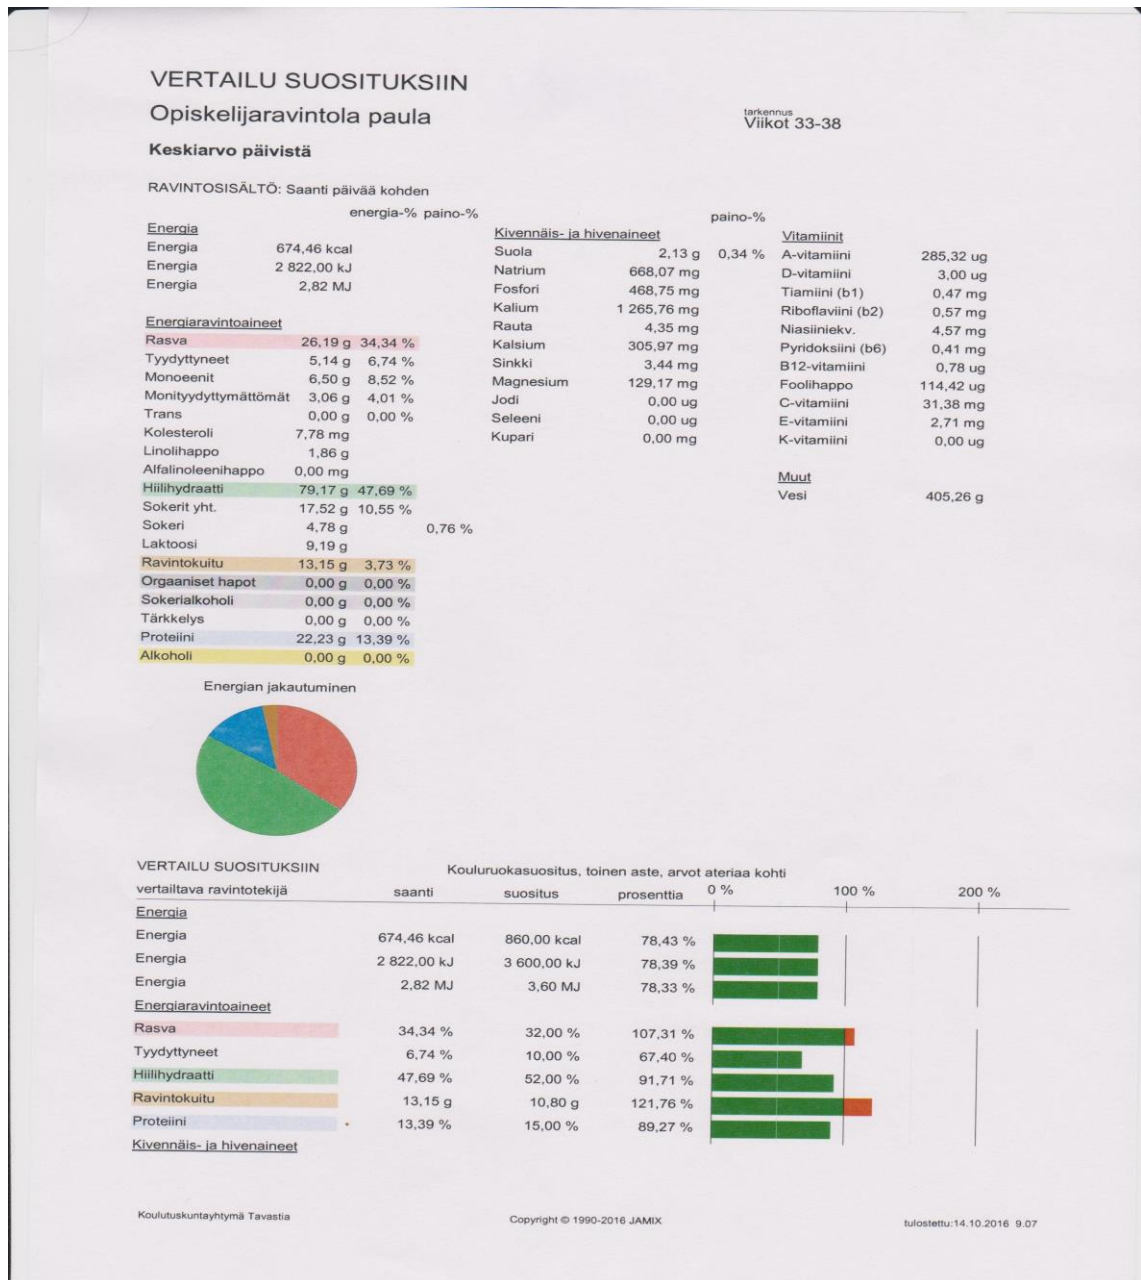 VERTAILU SUOSITUKSIIN
Opiskelijaravintola paula
tarkennus
Viikot 33-38
Keskiarvo päivistä
RAVINTOSISÄLTÖ: Saanti päivää kohden
energia-% paino-%
Energia
Energia 674,46 kcal
Energia 2 822,00 kJ
Energia 2,82 MJ
Energiaravintoaineet
Rasva 26,19 g 34,34 %
Tyydyttyneet 5,14 g 6,74 %
Monoeenit 6,50 g 8,52 %
Monityydyttymättömät 3,06 g 4,01 %
Trans 0,00 g 0,00 %
Kolesteroli 7,78 mg
Linolihappo 1,86 g
Alfalinoleenihappo 0,00 mg
Hiilihydraatti 79,17 g 47,69 %
Sokerit yht. 17,52 g 10,55 %
Sokeri 4,78 g 0,76 %
Laktoosi 9,19 g
Ravintokuitu 13,15 g 3,73 %
Orgaaniset hapot 0,00 g 0,00 %
Sokerialkoholi 0,00 g 0,00 %
Tärkkelys 0,00 g 0,00 %
Proteiini 22,23 g 13,39 %
Alkoholi 0,00 g 0,00 %
paino-%
Kivennäis- ja hivenaineet
Suola 2,13 g 0,34 %
Natrium 668,07 mg
Fosfori 468,75 mg
Kalium 1 265,76 mg
Rauta 4,35 mg
Kalsium 305,97 mg
Sinkki 3,44 mg
Magnesium 129,17 mg
Jodi 0,00 ug
Seleeni 0,00 ug
Kupari 0,00 mg
Vitamiinit
A-vitamiini 285,32 ug
D-vitamiini 3,00 ug
Tiamiini (b1) 0,47 mg
Riboflaviini (b2) 0,57 mg
Niasiiniekv. 4,57 mg
Pyridoksiini (b6) 0,41 mg
B12-vitamiini 0,78 ug
Foolihappo 114,42 ug
C-vitamiini 31,38 mg
E-vitamiini 2,71 mg
K-vitamiini 0,00 ug
Muut
Vesi 405,26 g
Energian jakautuminen
VERTAILU SUOSITUKSIIN Kouluruokasuositus, toinen aste, arvot ateriaa kohti
vertailtava ravintotekijä saanti suositus prosenttia 0 % 100 % 200 %
Energia
Energia 674,46 kcal 860,00 kcal 78,43 %
Energia 2 822,00 kJ 3 600,00 kJ 78,39 %
Energia 2,82 MJ 3,60 MJ 78,33 %
Energiaravintoaineet
Rasva 34,34 % 32,00 % 107,31 %
Tyydyttyneet 6,74 % 10,00 % 67,40 %
Hiilihydraatti 47,69 % 52,00 % 91,71 %
Ravintokuitu 13,15 g 10,80 g 121,76 %
Proteiini 13,39 % 15,00 % 89,27 %
Kivennäis- ja hivenaineet
Koulutuskuntayhtymä Tavastia
Copyright © 1990-2016 JAMIX
tulostettu:14.10.2016 9.07